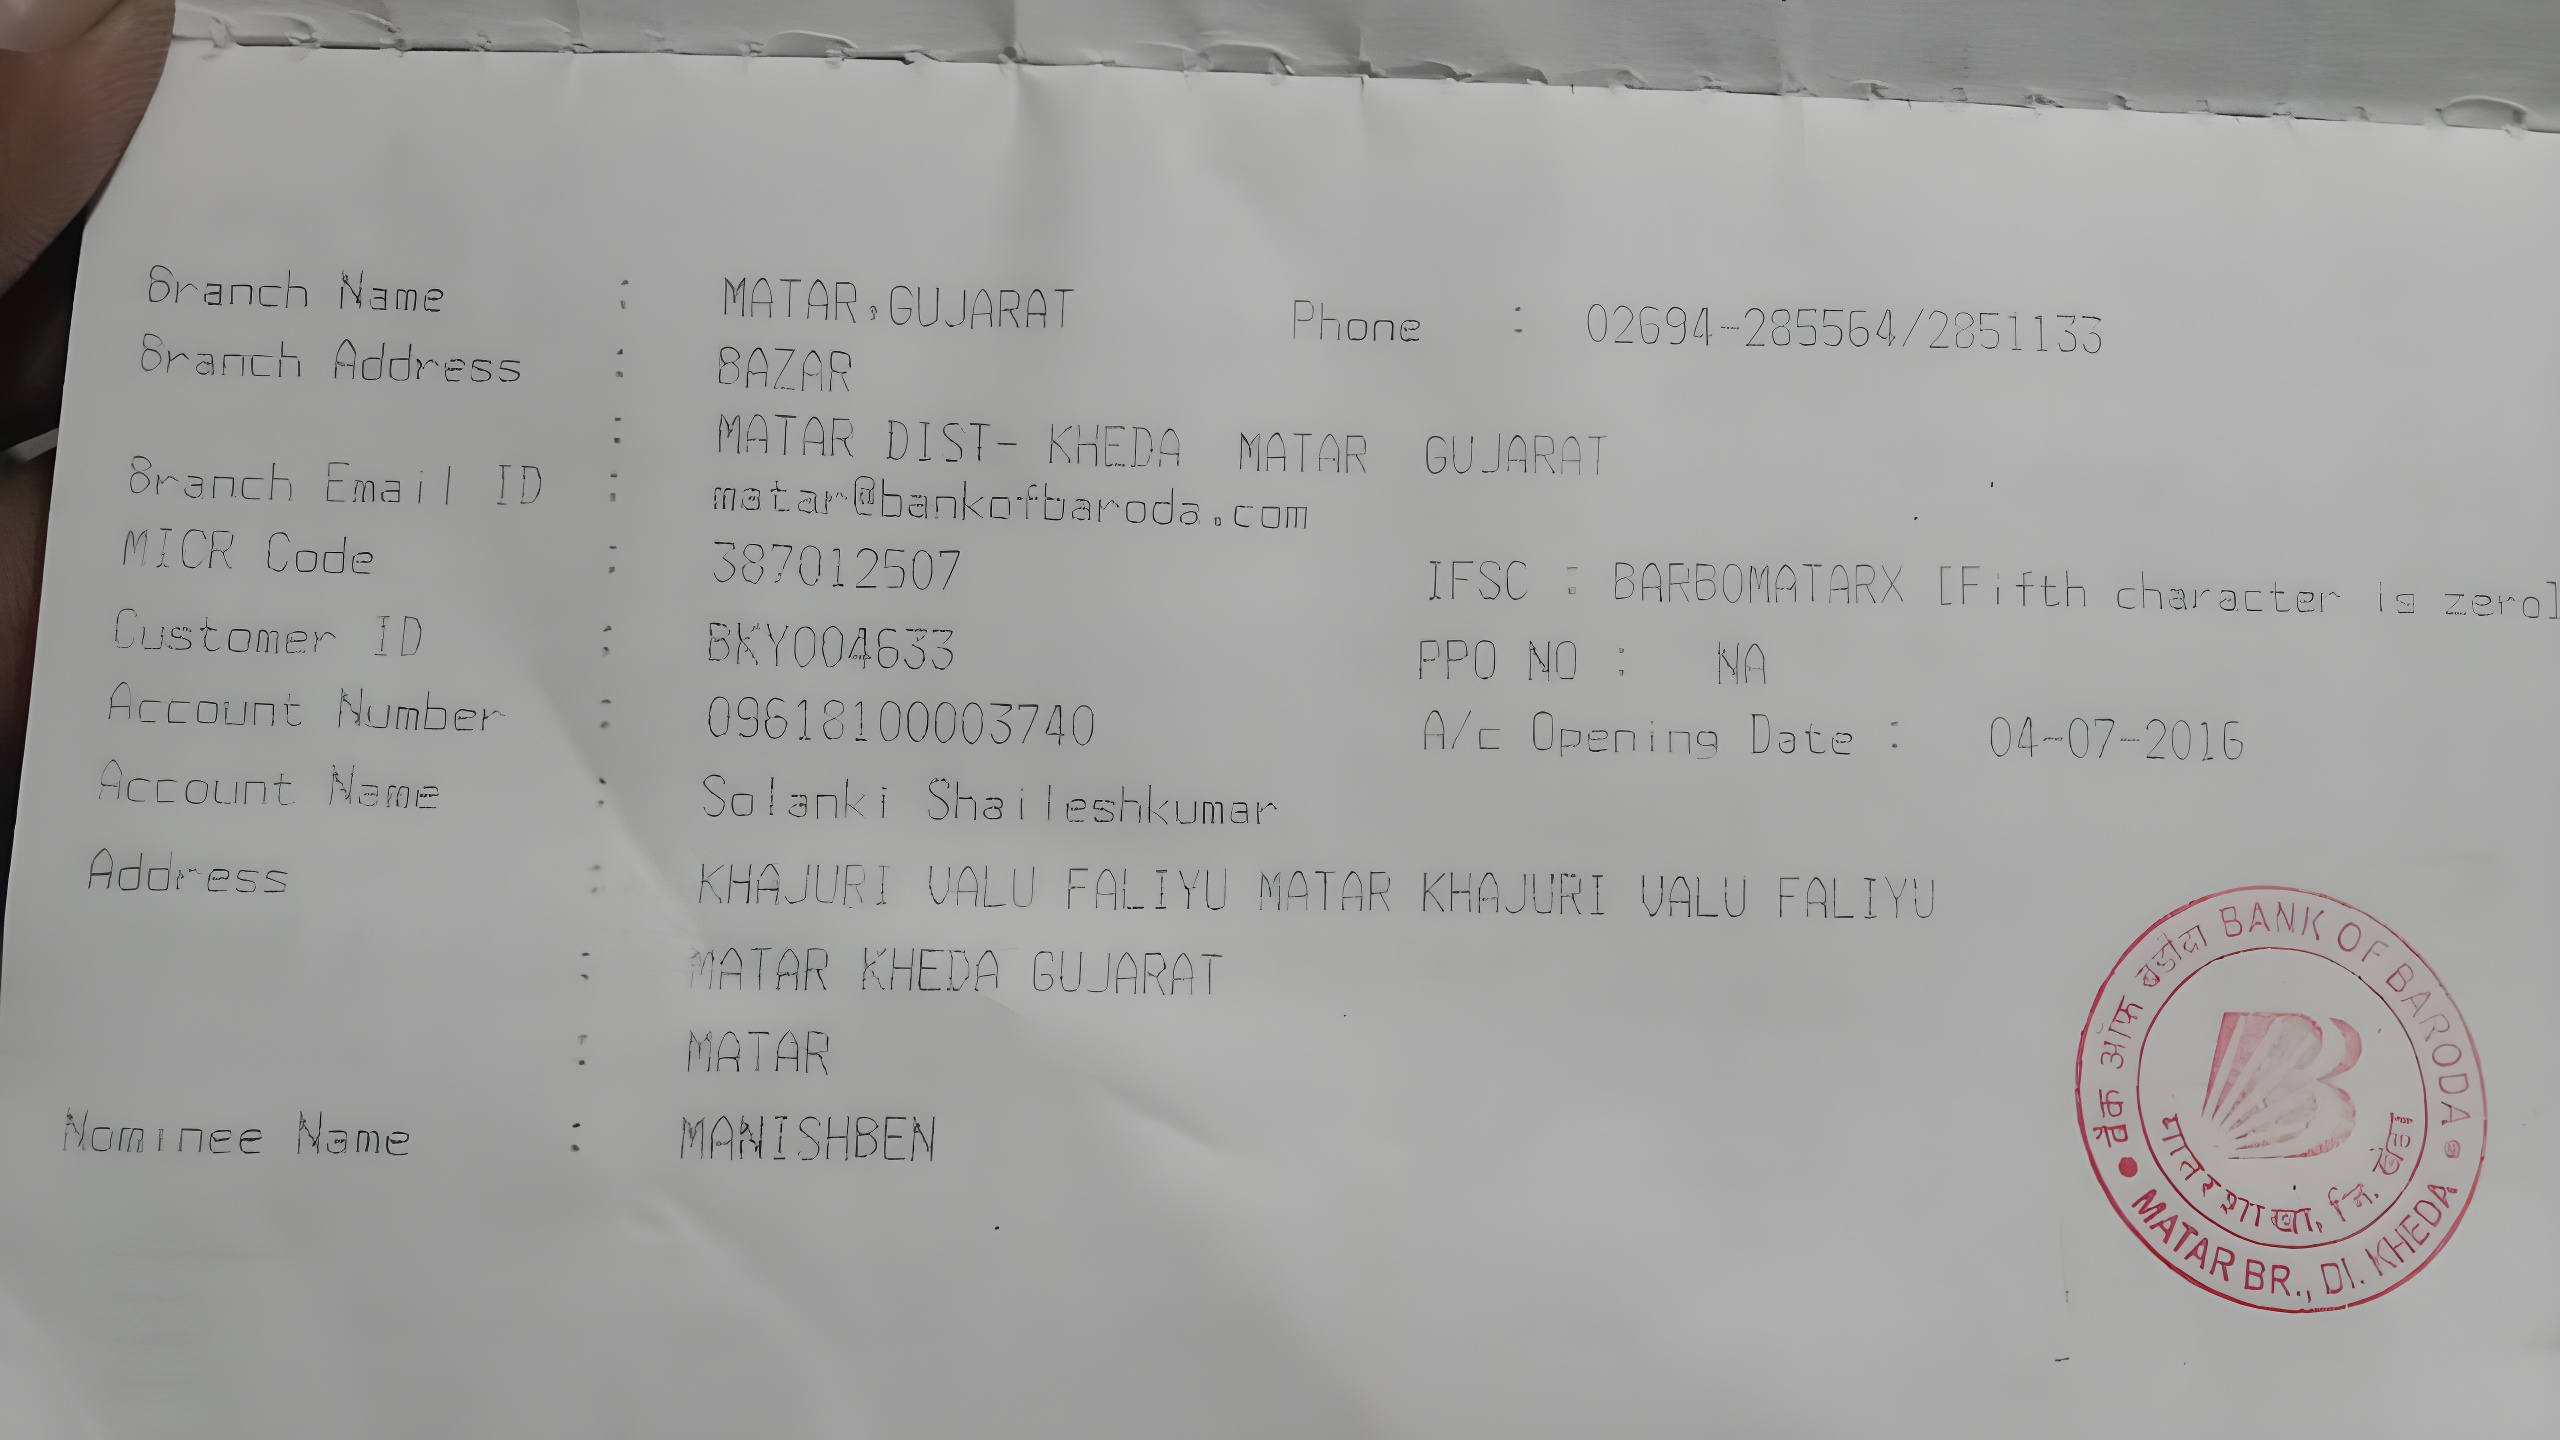 Branch Name : MATAR,GUJARAT Phone : 02694-285564/2851133
Branch Address : BAZAR
: MATAR DIST- KHEDA MATAR GUJARAT
Branch Email ID : matar@bankofbaroda.com
MICR Code : 387012507 IFSC : BARB0MATARX [Fifth character is zero]
Customer ID : BKY004633 PPO NO : NA
Account Number : 09618100003740 A/c Opening Date : 04-07-2016
Account Name : Solanki Shaileshkumar
Address : KHAJURI VALU FALIYU MATAR KHAJURI VALU FALIYU
: MATAR KHEDA GUJARAT
: MATAR
Nominee Name : MANISHBEN
बैंक ऑफ बड़ौदा BANK OF BARODA
मातर शाखा, जि. खेडा
MATAR BR., DI. KHEDA